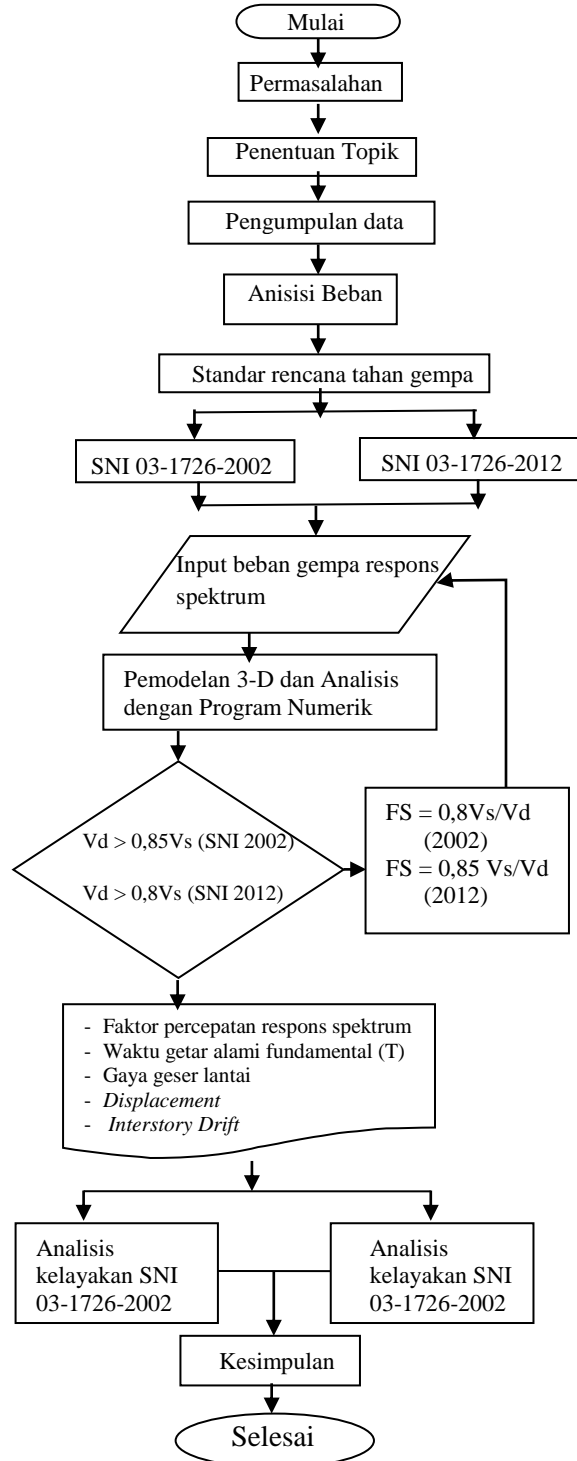 Mulai
Permasalahan
Penentuan Topik
Pengumpulan data
Anisisi Beban
Standar rencana tahan gempa
SNI 03-1726-2002
SNI 03-1726-2012
Input beban gempa respons
spektrum
Pemodelan 3-D dan Analisis
dengan Program Numerik
Vd > 0,85Vs (SNI 2002)
Vd > 0,8Vs (SNI 2012)
FS = 0,8Vs/Vd
(2002)
FS = 0,85 Vs/Vd
(2012)
- Faktor percepatan respons spektrum
- Waktu getar alami fundamental (T)
- Gaya geser lantai
- Displacement
- Interstory Drift
Analisis
kelayakan SNI
03-1726-2002
Analisis
kelayakan SNI
03-1726-2002
Kesimpulan
Selesai